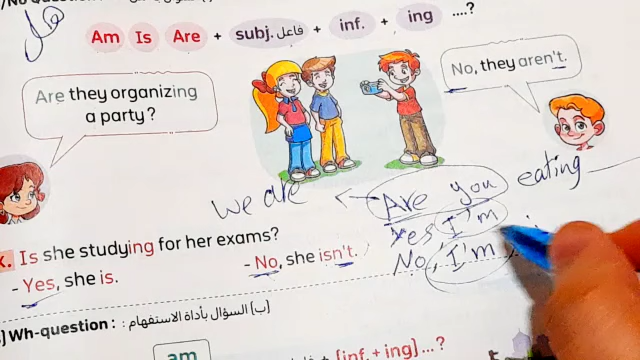 هل
Am Is Are + subj. فاعل + inf. + ing ....?
Are they organizing
a party?
No, they aren't.
we are ← Are you eating
Yes I'm
No, I'm
Is she studying for her exams?
- Yes, she is.
- No, she isn't.
Wh-question : [ب] السؤال بأداة الاستفهام :
am
فاعل + [inf. + ing] ...?